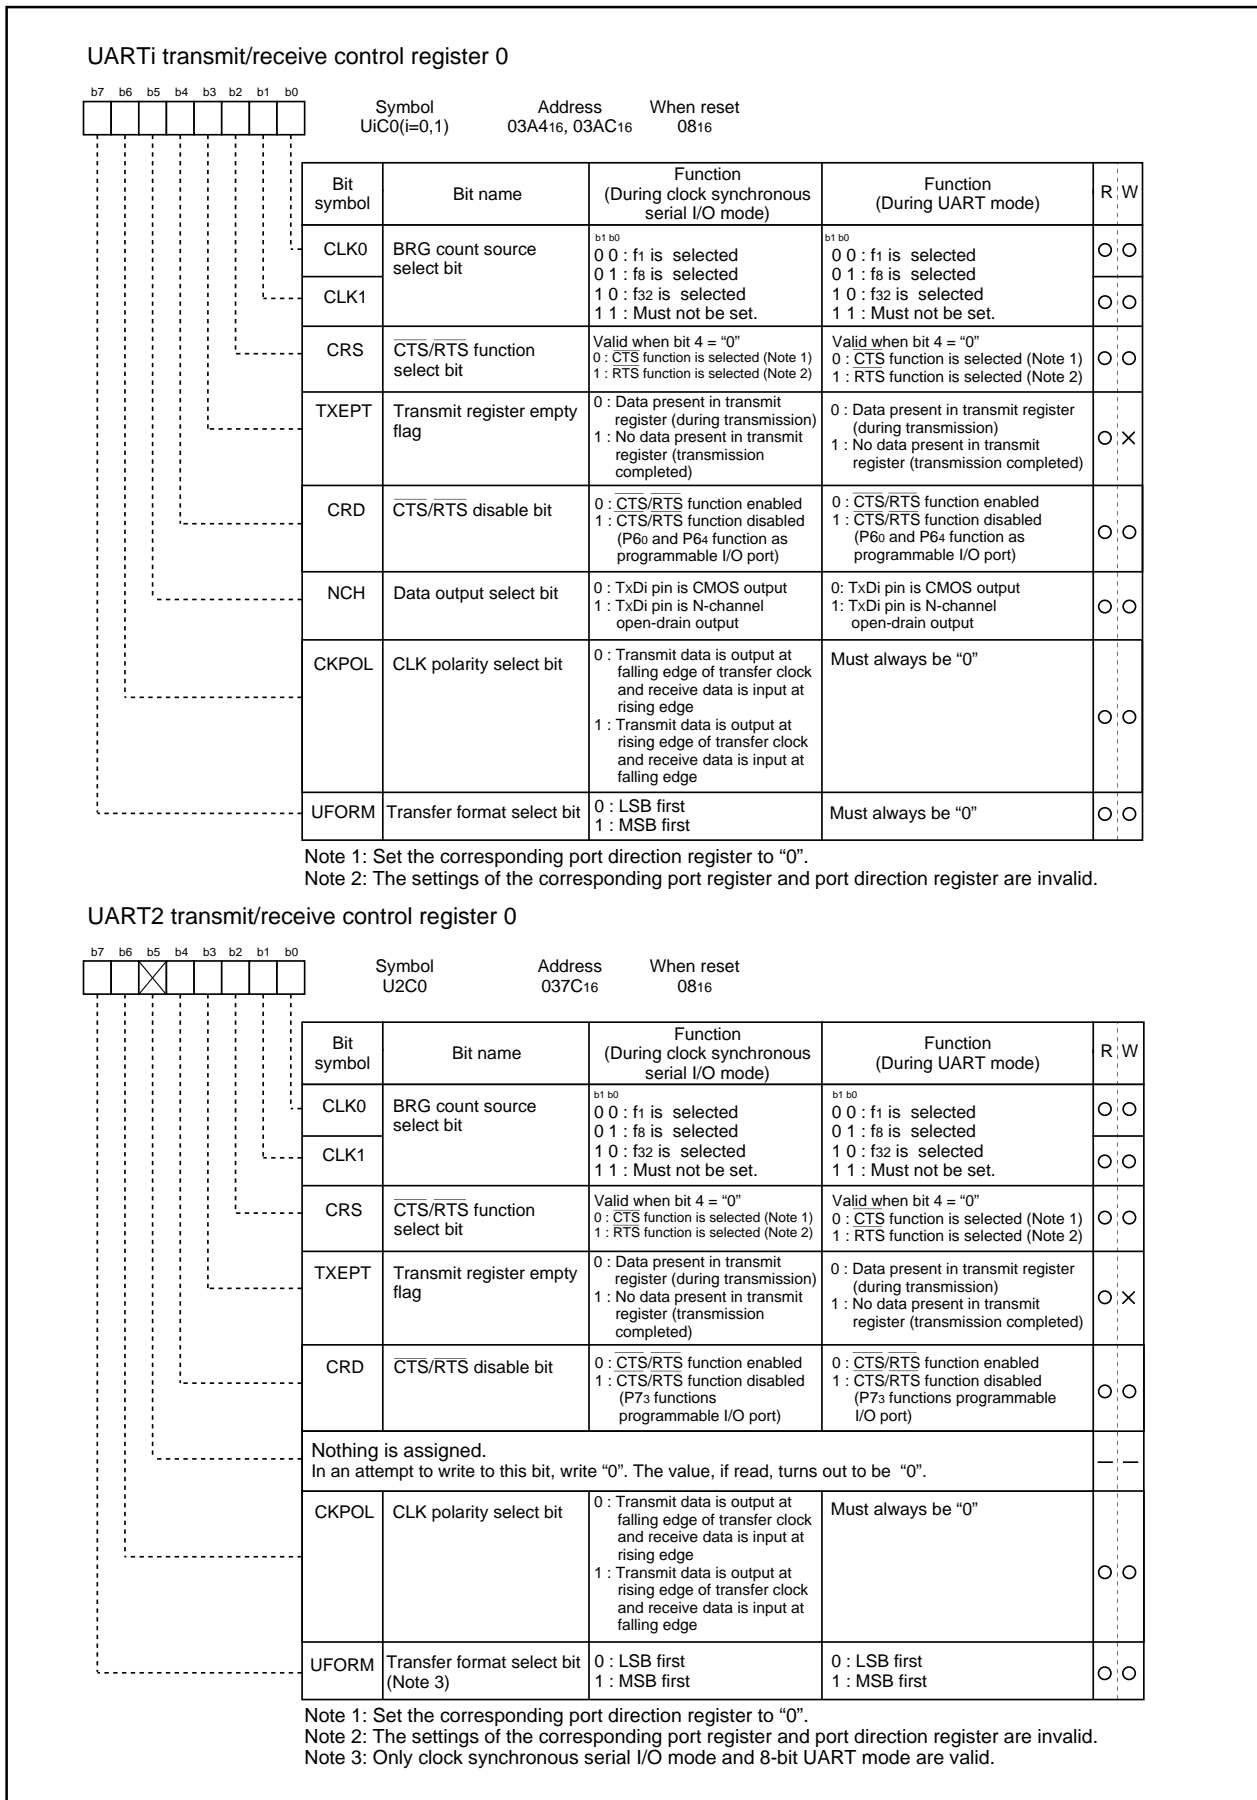 UARTi transmit/receive control register 0
b7 b6 b5 b4 b3 b2 b1 b0
Symbol Address When reset
UiC0(i=0,1) 03A416, 03AC16 0816
Bit symbol Bit name Function (During clock synchronous serial I/O mode) Function (During UART mode) R W
CLK0 BRG count source select bit
b1 b0
0 0 : f1 is selected
0 1 : f8 is selected
1 0 : f32 is selected
1 1 : Must not be set.
b1 b0
0 0 : f1 is selected
0 1 : f8 is selected
1 0 : f32 is selected
1 1 : Must not be set.
CLK1
CRS CTS/RTS function select bit
Valid when bit 4 = “0”
0 : CTS function is selected (Note 1)
1 : RTS function is selected (Note 2)
Valid when bit 4 = “0”
0 : CTS function is selected (Note 1)
1 : RTS function is selected (Note 2)
TXEPT Transmit register empty flag
0 : Data present in transmit
register (during transmission)
1 : No data present in transmit
register (transmission
completed)
0 : Data present in transmit register
(during transmission)
1 : No data present in transmit
register (transmission completed)
CRD CTS/RTS disable bit
0 : CTS/RTS function enabled
1 : CTS/RTS function disabled
(P60 and P64 function as
programmable I/O port)
0 : CTS/RTS function enabled
1 : CTS/RTS function disabled
(P60 and P64 function as
programmable I/O port)
NCH Data output select bit
0 : TXDi pin is CMOS output
1 : TXDi pin is N-channel
open-drain output
0: TXDi pin is CMOS output
1: TXDi pin is N-channel
open-drain output
CKPOL CLK polarity select bit
0 : Transmit data is output at
falling edge of transfer clock
and receive data is input at
rising edge
1 : Transmit data is output at
rising edge of transfer clock
and receive data is input at
falling edge
Must always be “0”
UFORM Transfer format select bit
0 : LSB first
1 : MSB first
Must always be “0”
Note 1: Set the corresponding port direction register to “0”.
Note 2: The settings of the corresponding port register and port direction register are invalid.
UART2 transmit/receive control register 0
b7 b6 b5 b4 b3 b2 b1 b0
Symbol Address When reset
U2C0 037C16 0816
Bit symbol Bit name Function (During clock synchronous serial I/O mode) Function (During UART mode) R W
CLK0 BRG count source select bit
b1 b0
0 0 : f1 is selected
0 1 : f8 is selected
1 0 : f32 is selected
1 1 : Must not be set.
b1 b0
0 0 : f1 is selected
0 1 : f8 is selected
1 0 : f32 is selected
1 1 : Must not be set.
CLK1
CRS CTS/RTS function select bit
Valid when bit 4 = “0”
0 : CTS function is selected (Note 1)
1 : RTS function is selected (Note 2)
Valid when bit 4 = “0”
0 : CTS function is selected (Note 1)
1 : RTS function is selected (Note 2)
TXEPT Transmit register empty flag
0 : Data present in transmit
register (during transmission)
1 : No data present in transmit
register (transmission
completed)
0 : Data present in transmit register
(during transmission)
1 : No data present in transmit
register (transmission completed)
CRD CTS/RTS disable bit
0 : CTS/RTS function enabled
1 : CTS/RTS function disabled
(P73 functions
programmable I/O port)
0 : CTS/RTS function enabled
1 : CTS/RTS function disabled
(P73 functions programmable
I/O port)
Nothing is assigned.
In an attempt to write to this bit, write “0”. The value, if read, turns out to be “0”.
CKPOL CLK polarity select bit
0 : Transmit data is output at
falling edge of transfer clock
and receive data is input at
rising edge
1 : Transmit data is output at
rising edge of transfer clock
and receive data is input at
falling edge
Must always be “0”
UFORM Transfer format select bit (Note 3)
0 : LSB first
1 : MSB first
0 : LSB first
1 : MSB first
Note 1: Set the corresponding port direction register to “0”.
Note 2: The settings of the corresponding port register and port direction register are invalid.
Note 3: Only clock synchronous serial I/O mode and 8-bit UART mode are valid.